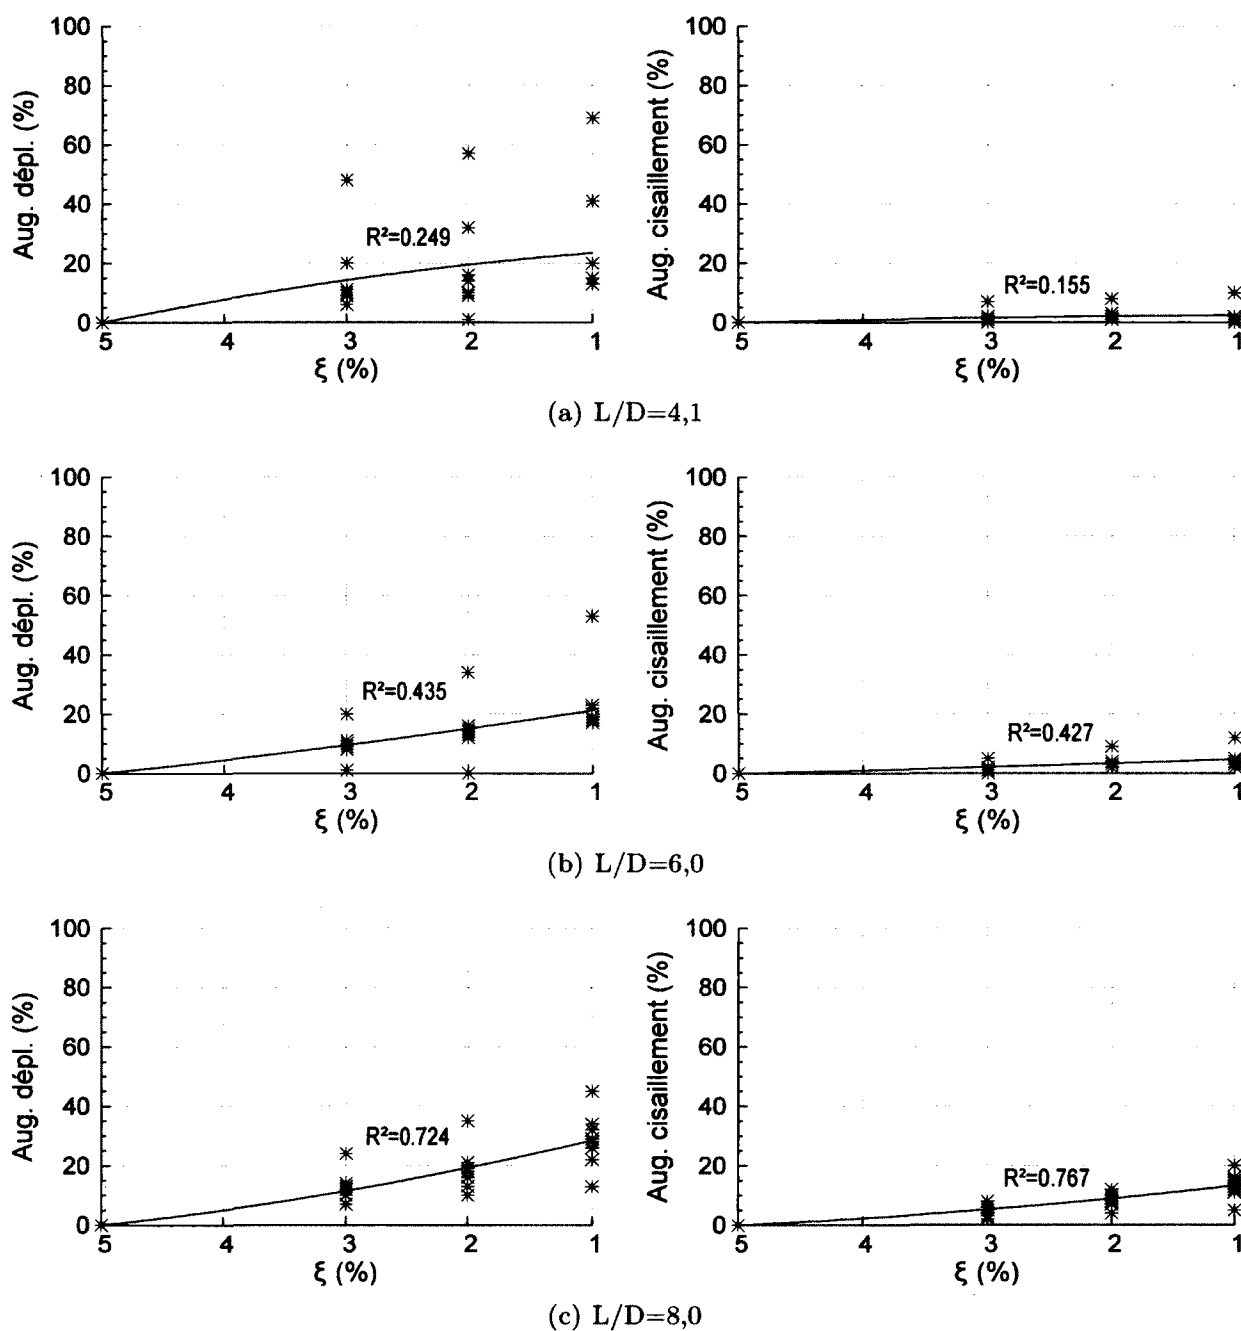 100
80
60
40
20
0
Aug. dépl. (%)
R²=0.249
5 4 3 2 1
ξ (%)
100
80
60
40
20
0
Aug. cisaillement (%)
R²=0.155
5 4 3 2 1
ξ (%)
(a) L/D=4,1
100
80
60
40
20
0
Aug. dépl. (%)
R²=0.435
5 4 3 2 1
ξ (%)
100
80
60
40
20
0
Aug. cisaillement (%)
R²=0.427
5 4 3 2 1
ξ (%)
(b) L/D=6,0
100
80
60
40
20
0
Aug. dépl. (%)
R²=0.724
5 4 3 2 1
ξ (%)
100
80
60
40
20
0
Aug. cisaillement (%)
R²=0.767
5 4 3 2 1
ξ (%)
(c) L/D=8,0